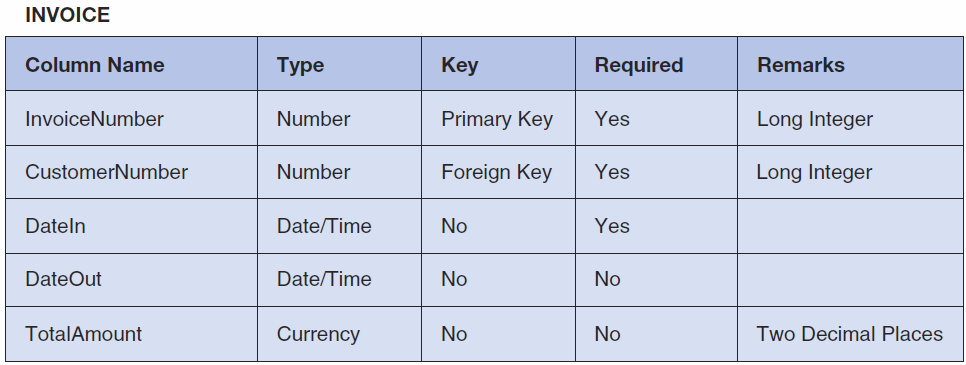 INVOICE
Column Name Type Key Required Remarks
InvoiceNumber Number Primary Key Yes Long Integer
CustomerNumber Number Foreign Key Yes Long Integer
DateIn Date/Time No Yes
DateOut Date/Time No No
TotalAmount Currency No No Two Decimal Places